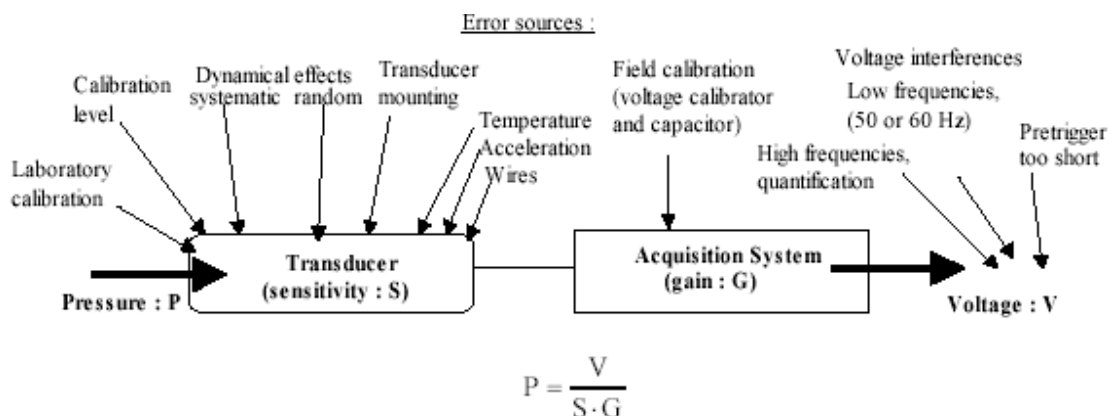 Error sources :
Calibration
level
Dynamical effects
systematic random
Transducer
mounting
Field calibration
(voltage calibrator
and capacitor)
Voltage interferences
Low frequencies,
(50 or 60 Hz)
Laboratory
calibration
Temperature
Acceleration
Wires
High frequencies,
quantification
Pretrigger
too short
Transducer
(sensitivity : S)
Acquisition System
(gain : G)
Pressure : P
Voltage : V
P = V / S · G